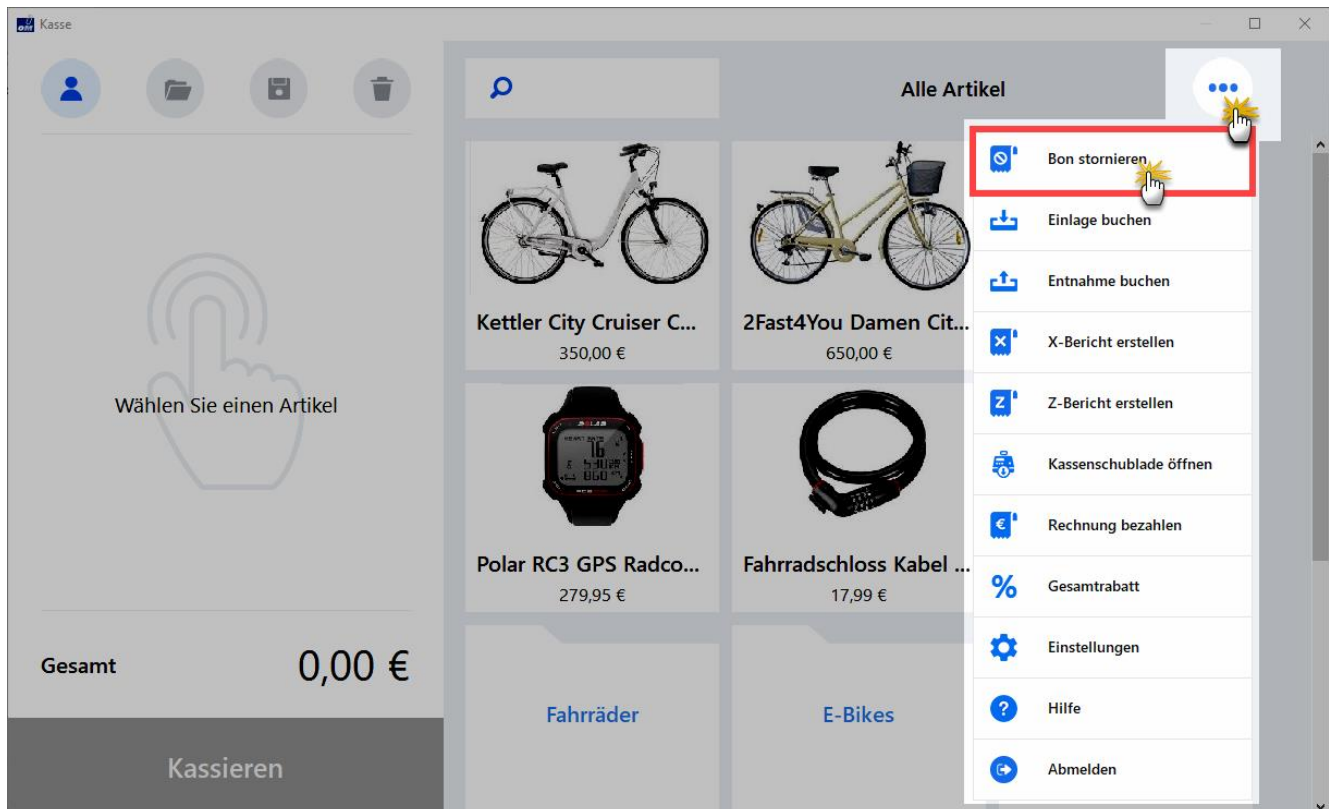 Kasse
Alle Artikel
Bon stornieren
Einlage buchen
Entnahme buchen
X-Bericht erstellen
Z-Bericht erstellen
Kassenschublade öffnen
Rechnung bezahlen
Gesamtrabatt
Einstellungen
Hilfe
Abmelden
Kettler City Cruiser C...
350,00 €
2Fast4You Damen Cit...
650,00 €
Wählen Sie einen Artikel
Polar RC3 GPS Radco...
279,95 €
Fahrradschloss Kabel ...
17,99 €
Gesamt
0,00 €
Fahrräder
E-Bikes
Kassieren